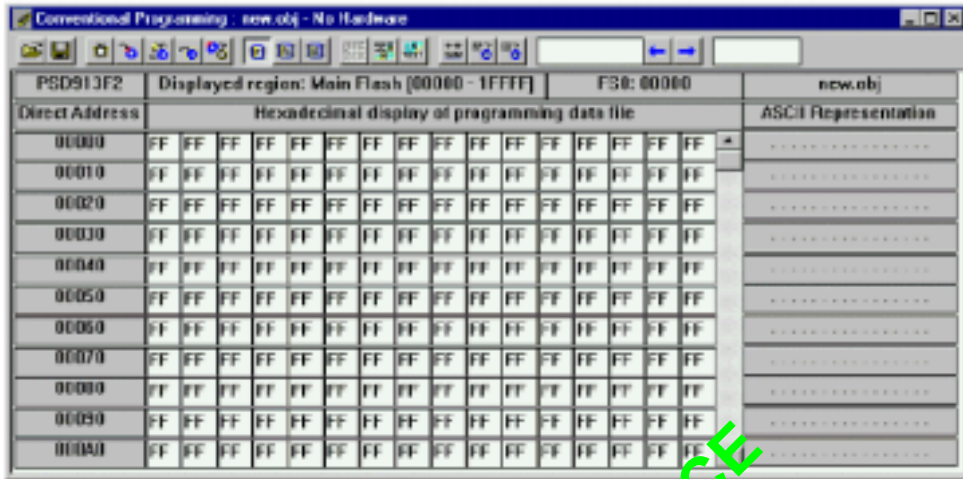 Conventional Programming : new.obj - No Hardware
PSD913F2 Displayed region: Main Flash [00000 - 1FFFF] FS0: 00000 new.obj
Direct Address Hexadecimal display of programming data file ASCII Representation
00000 FF FF FF FF FF FF FF FF FF FF FF FF FF FF FF FF ................
00010 FF FF FF FF FF FF FF FF FF FF FF FF FF FF FF FF ................
00020 FF FF FF FF FF FF FF FF FF FF FF FF FF FF FF FF ................
00030 FF FF FF FF FF FF FF FF FF FF FF FF FF FF FF FF ................
00040 FF FF FF FF FF FF FF FF FF FF FF FF FF FF FF FF ................
00050 FF FF FF FF FF FF FF FF FF FF FF FF FF FF FF FF ................
00060 FF FF FF FF FF FF FF FF FF FF FF FF FF FF FF FF ................
00070 FF FF FF FF FF FF FF FF FF FF FF FF FF FF FF FF ................
00080 FF FF FF FF FF FF FF FF FF FF FF FF FF FF FF FF ................
00090 FF FF FF FF FF FF FF FF FF FF FF FF FF FF FF FF ................
000A0 FF FF FF FF FF FF FF FF FF FF FF FF FF FF FF FF ................